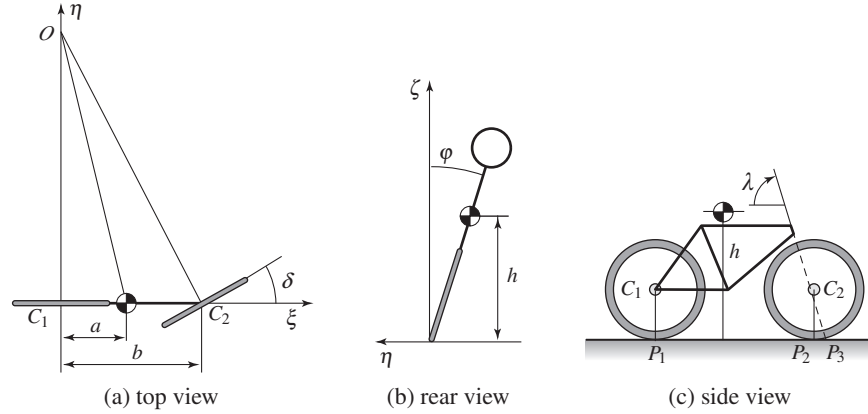 η
O
δ
C1
a
C2
ξ
b
(a) top view
ζ
φ
h
η
(b) rear view
λ
h
C1
C2
P1
P2
P3
(c) side view